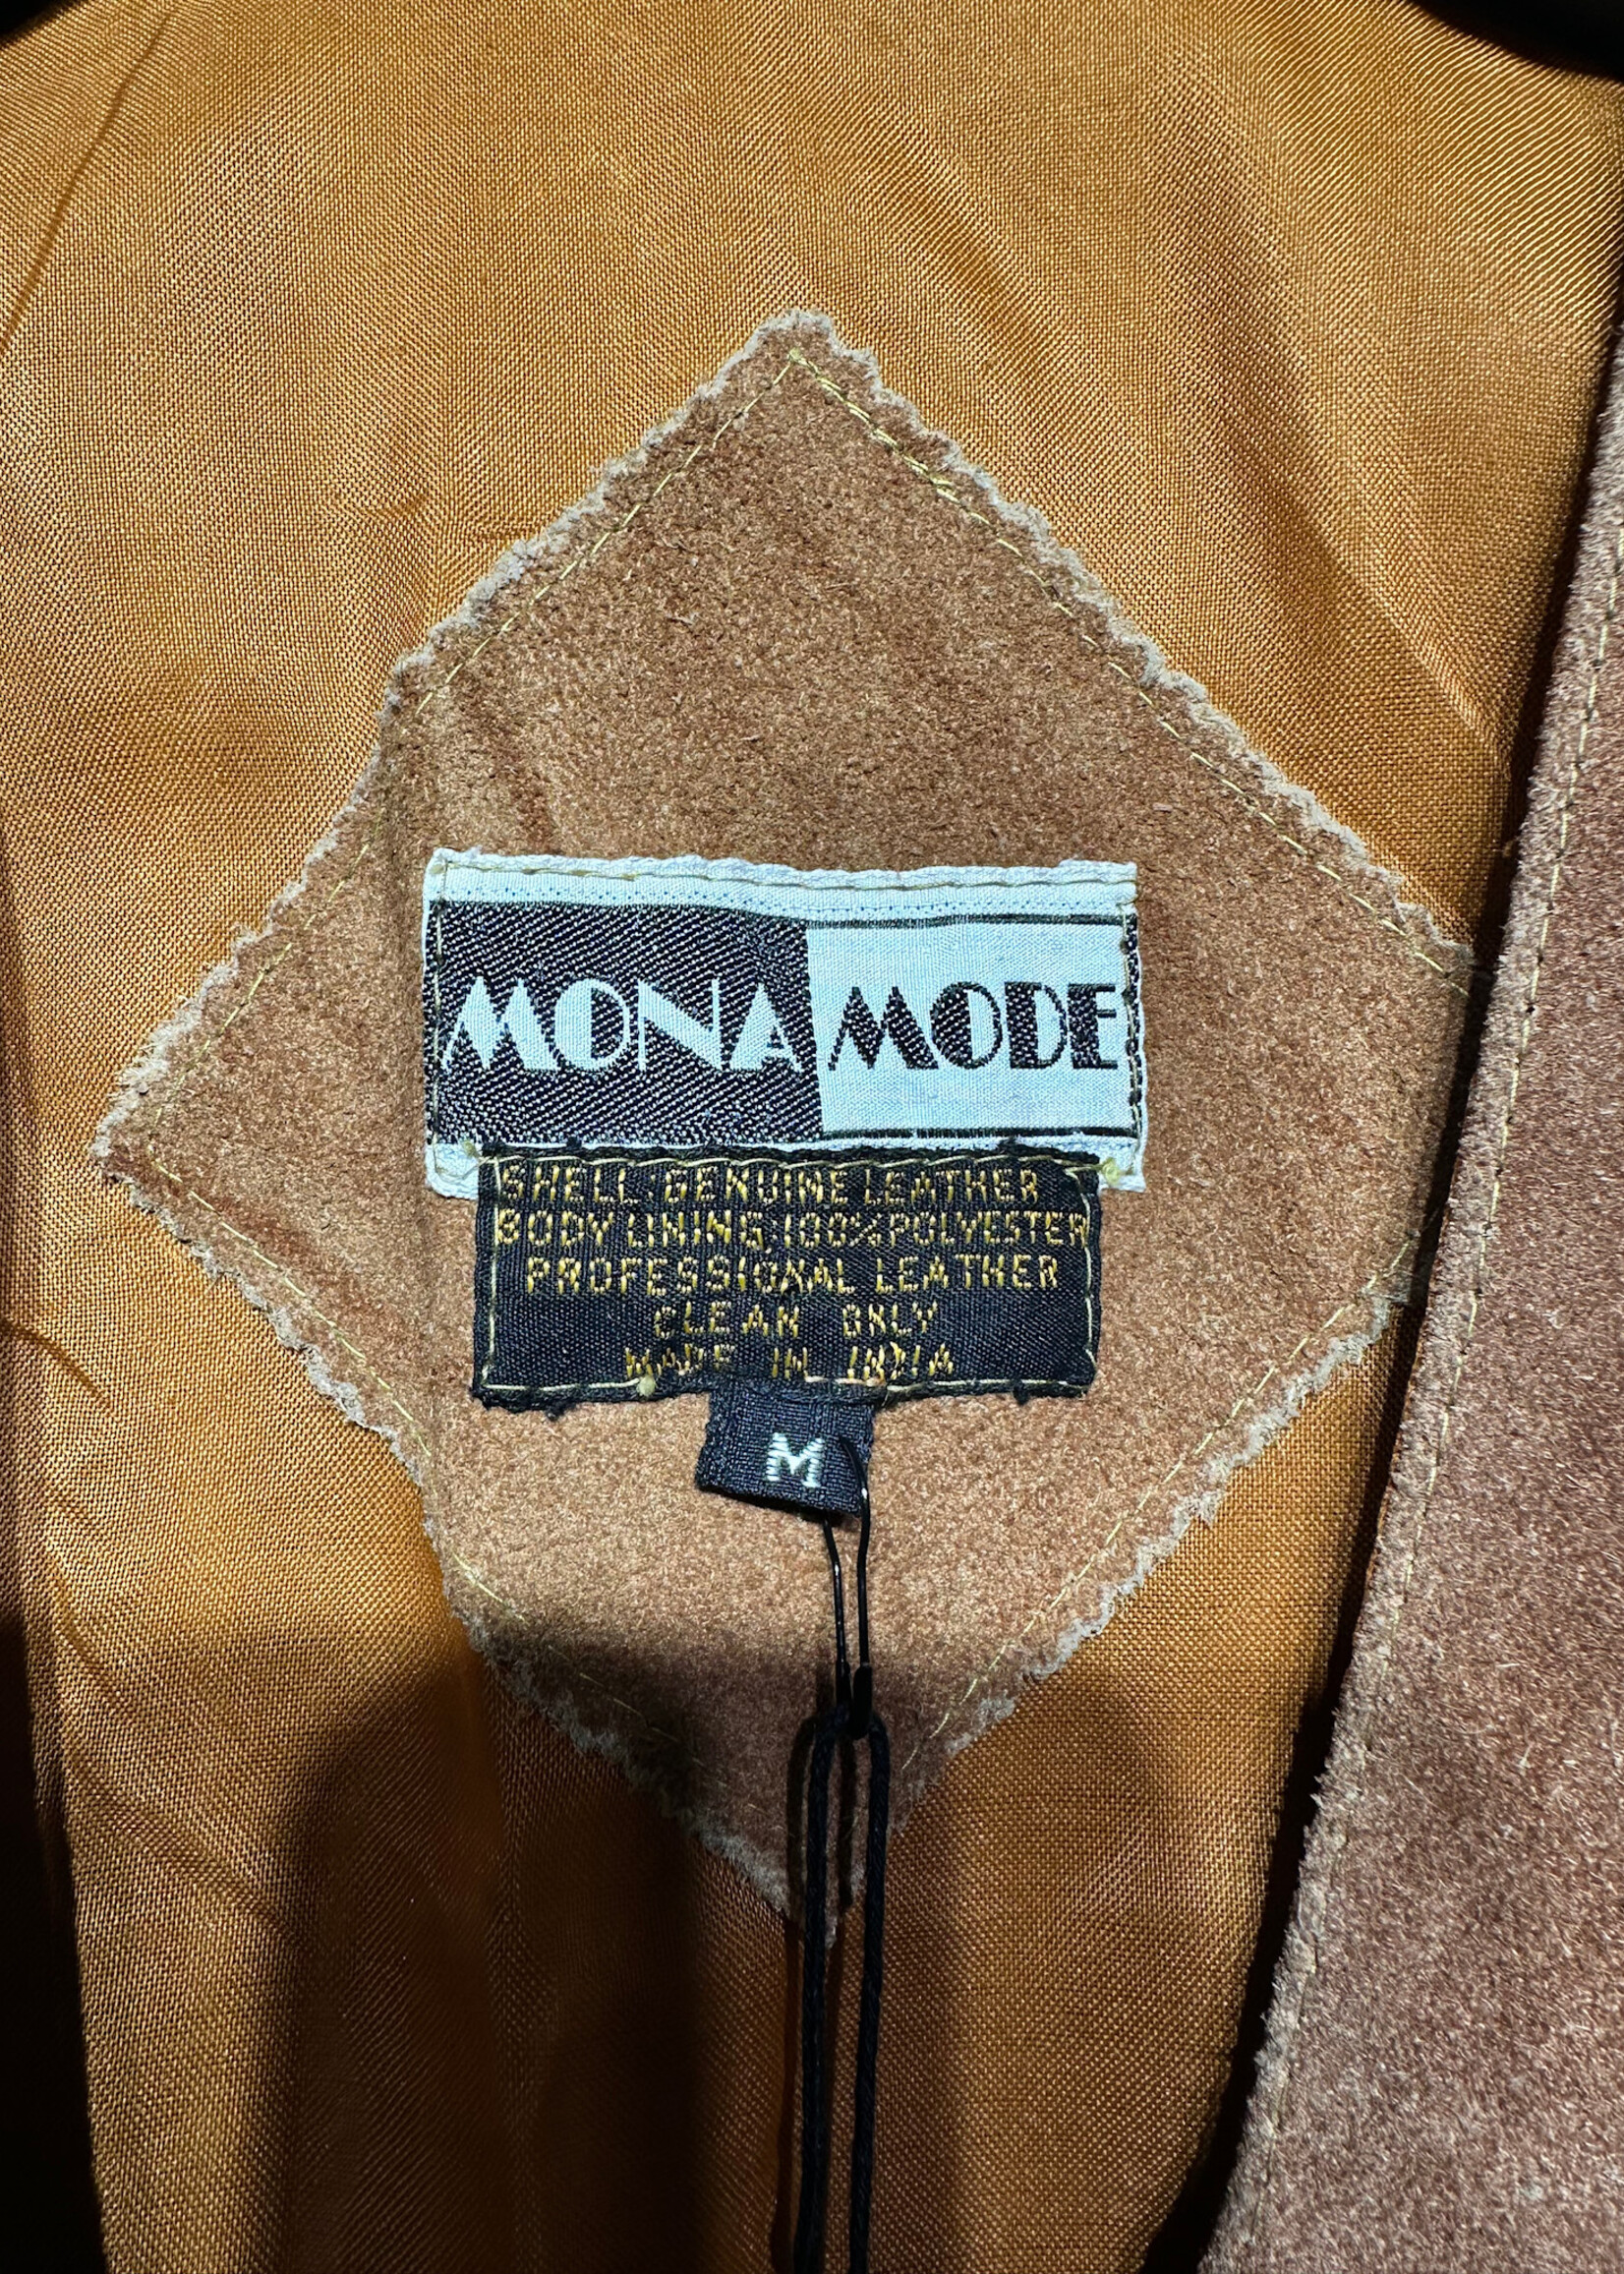 MONA MODE
SHELL: GENUINE LEATHER
BODY LINING: 100% POLYESTER
PROFESSIONAL LEATHER
CLEAN ONLY
MADE IN INDIA
M